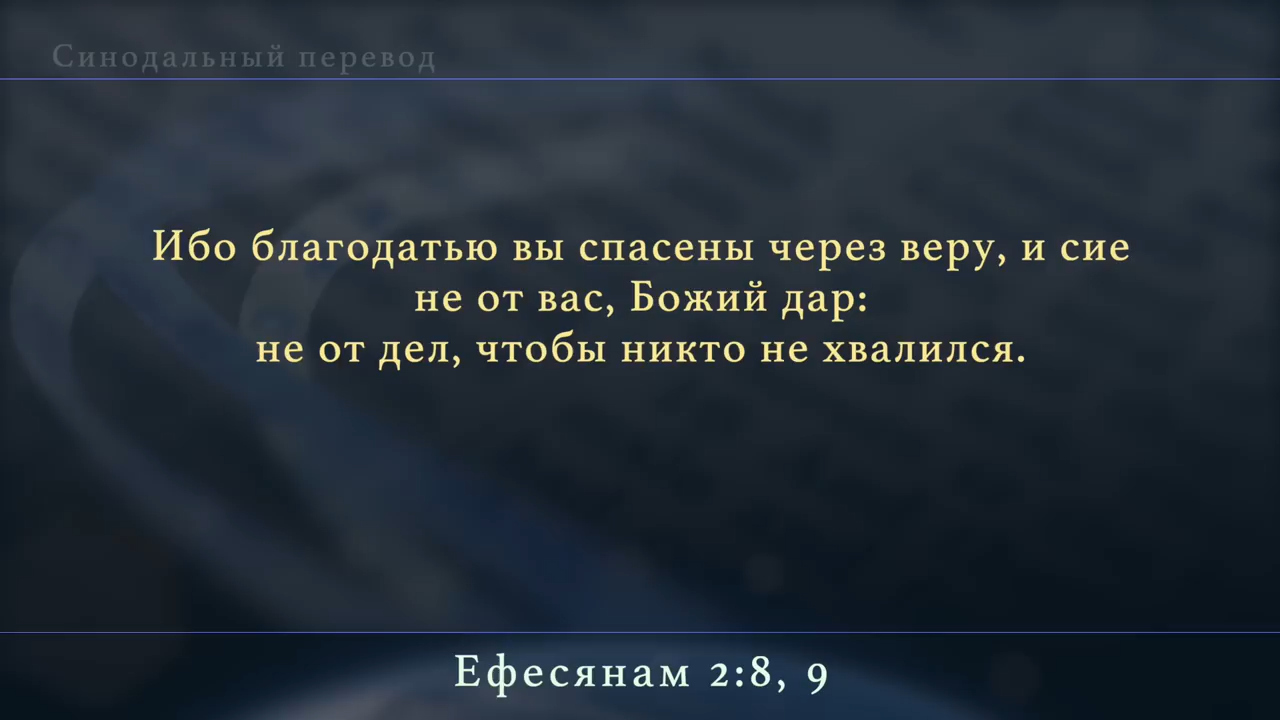 Синодальный перевод
Ибо благодатью вы спасены через веру, и сие
не от вас, Божий дар:
не от дел, чтобы никто не хвалился.
Ефесянам 2:8, 9